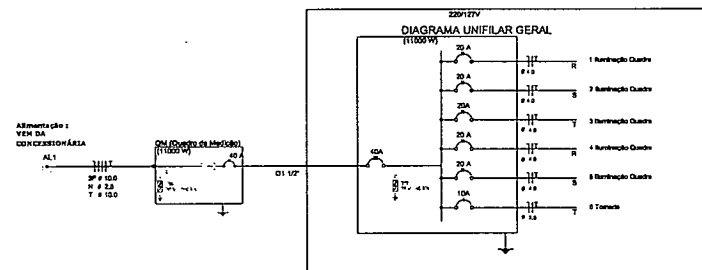 220/127V
DIAGRAMA UNIFILAR GERAL
(11000 W)
20 A
1 Iluminação Quadra
R
20 A
2 Iluminação Quadra
S
20A
3 Iluminação Quadra
T
20 A
4 Iluminação Quadra
R
20 A
5 Iluminação Quadra
S
10A
6 Tomada
T
40A
Alimentação :
VEM DA
CONCESSIONÁRIA
AL1
T
3F # 10.0
N # 2,5
T # 10.0
QM (Quadro de Medição)
(11000 W)
40 A
Ø1 1/2"